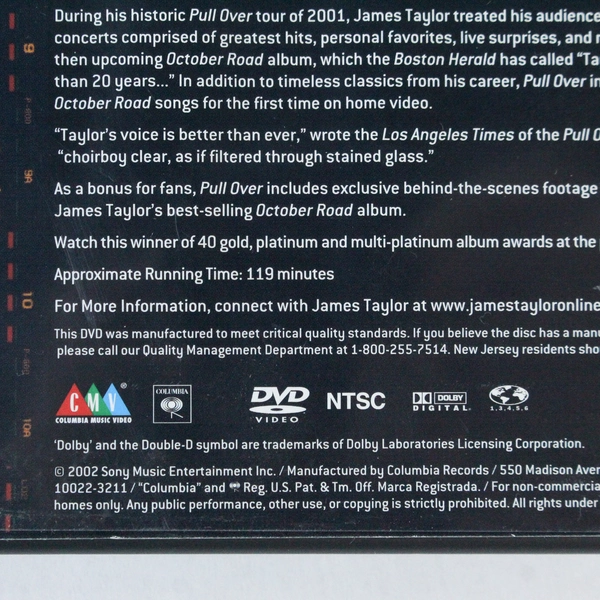 During his historic Pull Over tour of 2001, James Taylor treated his audience
concerts comprised of greatest hits, personal favorites, live surprises, and
then upcoming October Road album, which the Boston Herald has called "Ta
than 20 years..." In addition to timeless classics from his career, Pull Over in
October Road songs for the first time on home video.
"Taylor's voice is better than ever," wrote the Los Angeles Times of the Pull O
"choirboy clear, as if filtered through stained glass."
As a bonus for fans, Pull Over includes exclusive behind-the-scenes footage
James Taylor's best-selling October Road album.
Watch this winner of 40 gold, platinum and multi-platinum album awards at the
Approximate Running Time: 119 minutes
For More Information, connect with James Taylor at www.jamestayloronline
This DVD was manufactured to meet critical quality standards. If you believe the disc has a manu
please call our Quality Management Department at 1-800-255-7514. New Jersey residents sho
CMV ®
COLUMBIA MUSIC VIDEO
COLUMBIA
DVD
VIDEO
NTSC
DOLBY
DIGITAL
1,3,4,5,6
'Dolby' and the Double-D symbol are trademarks of Dolby Laboratories Licensing Corporation.
© 2002 Sony Music Entertainment Inc. / Manufactured by Columbia Records / 550 Madison Aven
10022-3211 / "Columbia" and Reg. U.S. Pat. & Tm. Off. Marca Registrada. / For non-commercia
homes only. Any public performance, other use, or copying is strictly prohibited. All rights under
9
9A
10
10A